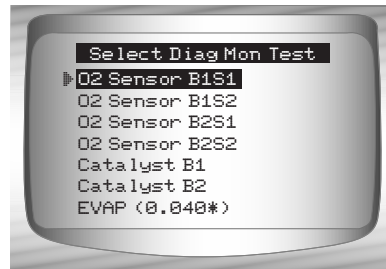 Select Diag Mon Test
O2 Sensor B1S1
O2 Sensor B1S2
O2 Sensor B2S1
O2 Sensor B2S2
Catalyst B1
Catalyst B2
EVAP (0.040*)